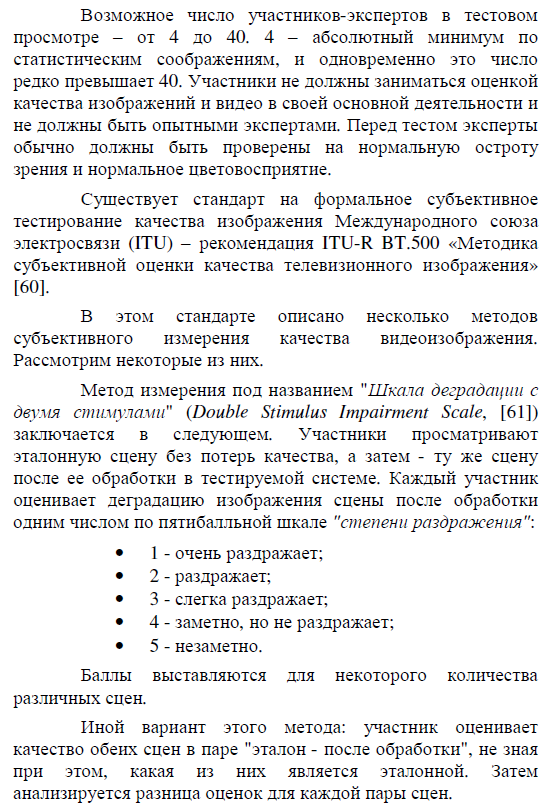 Возможное число участников-экспертов в тестовом
просмотре – от 4 до 40. 4 – абсолютный минимум по
статистическим соображениям, и одновременно это число
редко превышает 40. Участники не должны заниматься оценкой
качества изображений и видео в своей основной деятельности и
не должны быть опытными экспертами. Перед тестом эксперты
обычно должны быть проверены на нормальную остроту
зрения и нормальное цветовосприятие.
Существует стандарт на формальное субъективное
тестирование качества изображения Международного союза
электросвязи (ITU) – рекомендация ITU-R BT.500 «Методика
субъективной оценки качества телевизионного изображения»
[60].
В этом стандарте описано несколько методов
субъективного измерения качества видеоизображения.
Рассмотрим некоторые из них.
Метод измерения под названием "Шкала деградации с
двумя стимулами" (Double Stimulus Impairment Scale, [61])
заключается в следующем. Участники просматривают
эталонную сцену без потерь качества, а затем - ту же сцену
после ее обработки в тестируемой системе. Каждый участник
оценивает деградацию изображения сцены после обработки
одним числом по пятибалльной шкале "степени раздражения":
• 1 - очень раздражает;
• 2 - раздражает;
• 3 - слегка раздражает;
• 4 - заметно, но не раздражает;
• 5 - незаметно.
Баллы выставляются для некоторого количества
различных сцен.
Иной вариант этого метода: участник оценивает
качество обеих сцен в паре "эталон - после обработки", не зная
при этом, какая из них является эталонной. Затем
анализируется разница оценок для каждой пары сцен.